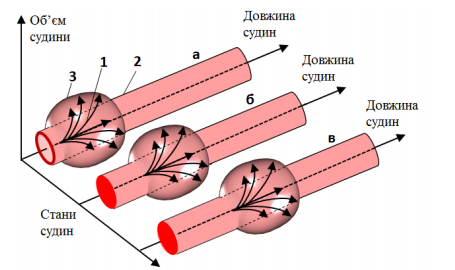 Об’єм
судини
3
1
2
а
Довжина
судин
б
Довжина
судин
в
Довжина
судин
Стани
судин